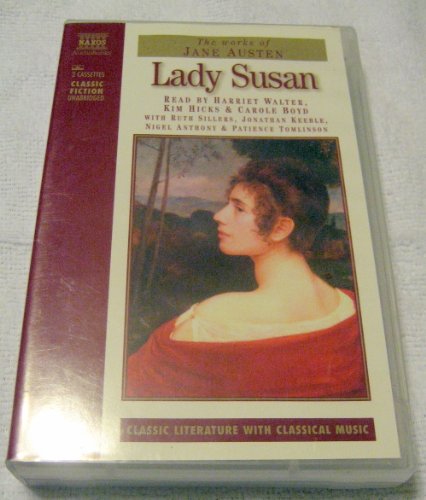 NAXOS
AudioBooks
2 CASSETTES
CLASSIC
FICTION
UNABRIDGED
The works of
JANE AUSTEN
Lady Susan
READ BY HARRIET WALTER,
KIM HICKS & CAROLE BOYD
WITH RUTH SILLERS, JONATHAN KEEBLE,
NIGEL ANTHONY & PATIENCE TOMLINSON
CLASSIC LITERATURE WITH CLASSICAL MUSIC